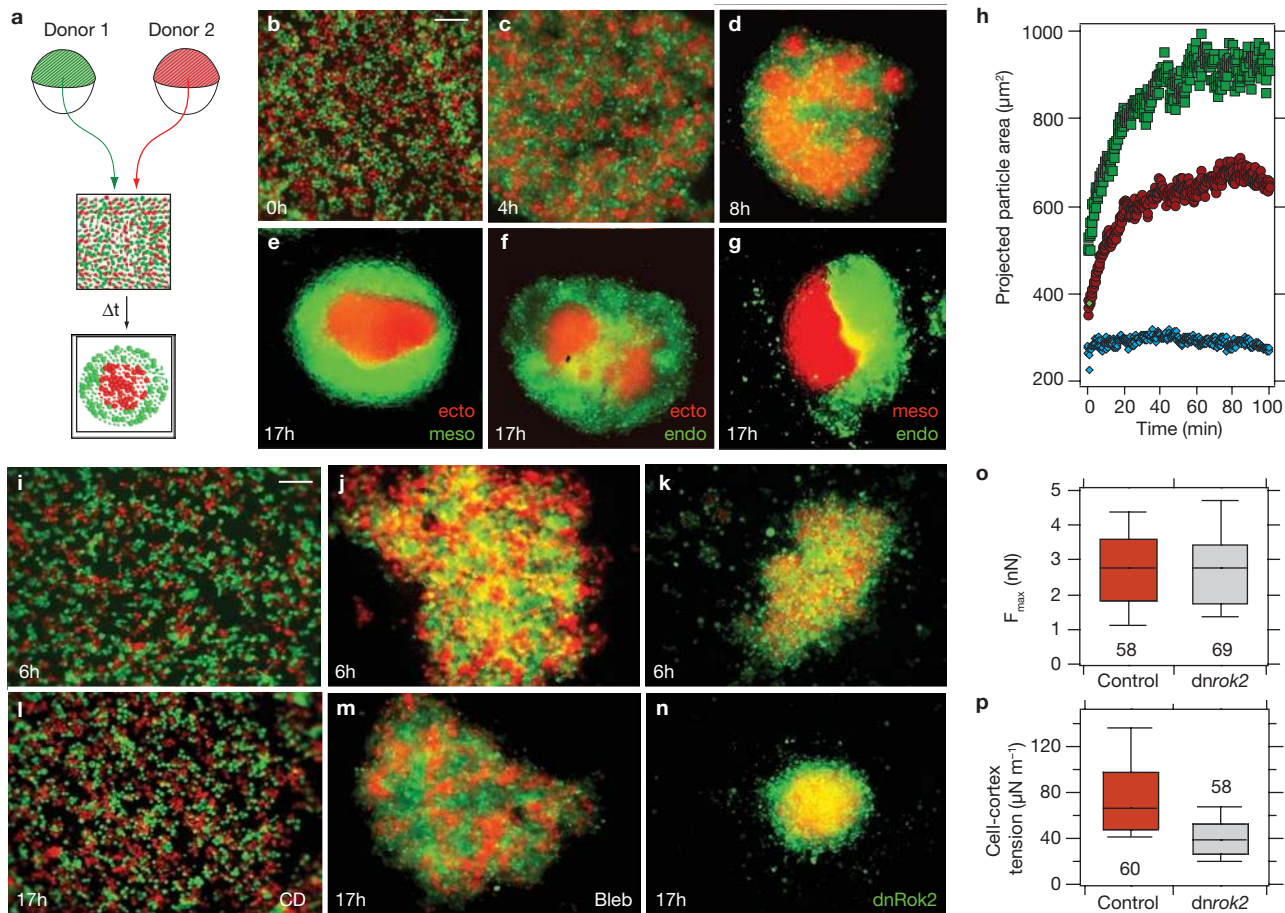 a
Donor 1
Donor 2
Δt
b
0h
c
4h
d
8h
e
ecto
meso
17h
f
ecto
endo
17h
g
meso
endo
17h
h
Projected particle area (µm²)
1000
800
600
400
200
0 20 40 60 80 100
Time (min)
i
6h
j
6h
k
6h
l
17h
CD
m
17h
Bleb
n
17h
dnRok2
o
Fmax (nN)
5
4
3
2
1
0
58
69
Control
dnrok2
p
Cell-cortex
tension (µN m⁻¹)
120
80
40
0
58
60
Control
dnrok2